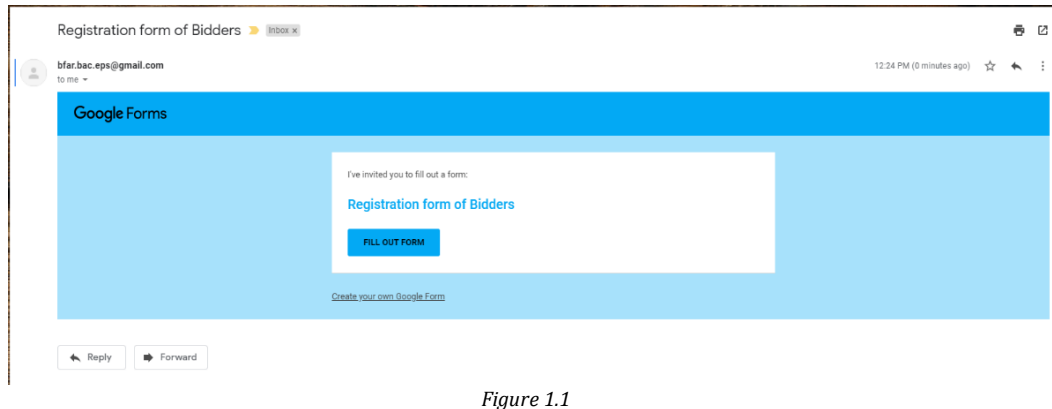 Registration form of Bidders
Inbox x
bfar.bac.eps@gmail.com
12:24 PM (0 minutes ago)
to me
Google Forms
I've invited you to fill out a form:
Registration form of Bidders
FILL OUT FORM
Create your own Google Form
Reply
Forward
Figure 1.1